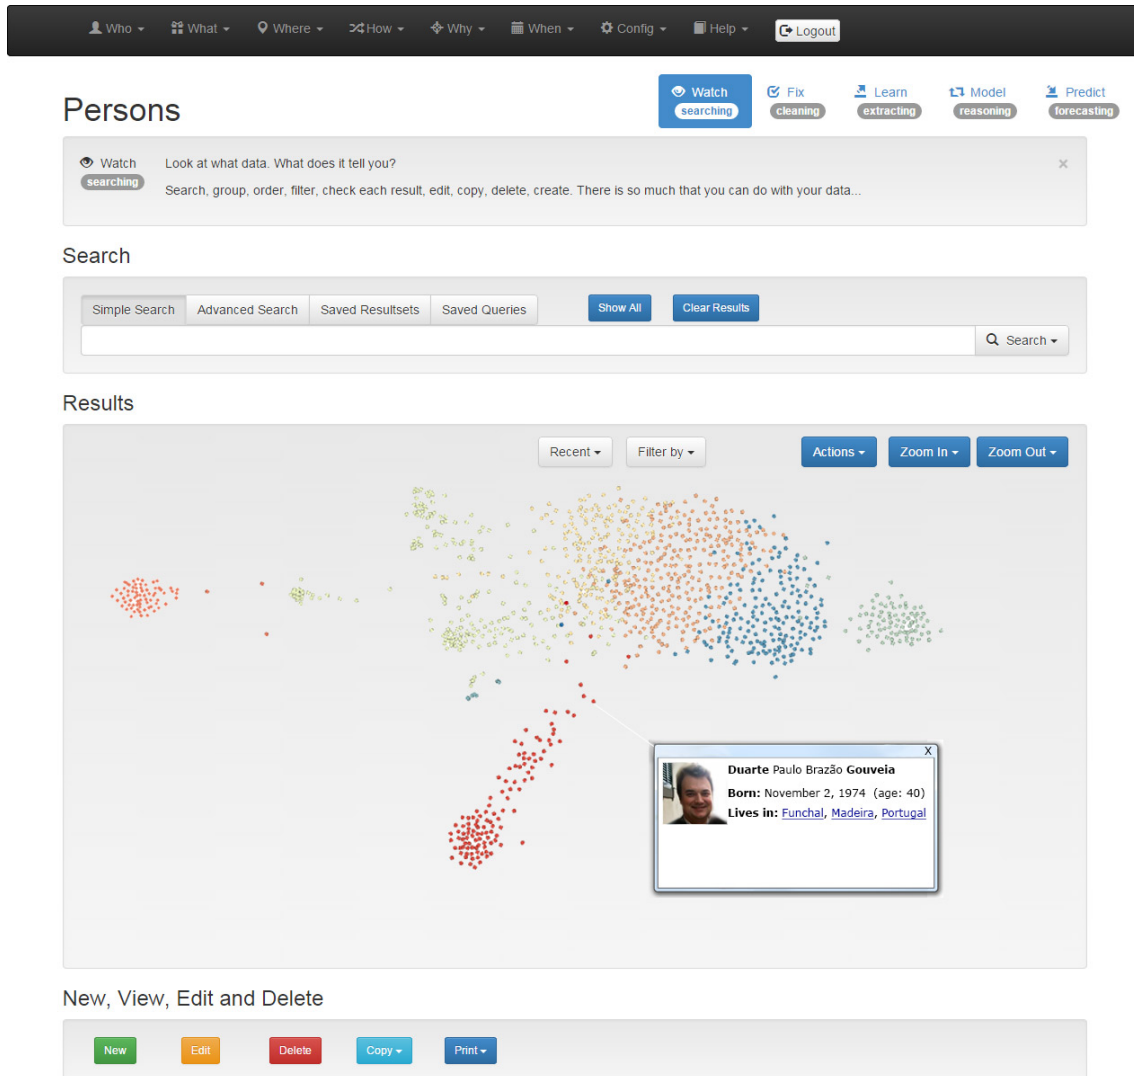 Who What Where How Why When Config Help Logout
Persons
Watch Fix Learn Model Predict
searching cleaning extracting reasoning forecasting
Watch Look at what data. What does it tell you? ×
searching Search, group, order, filter, check each result, edit, copy, delete, create. There is so much that you can do with your data...
Search
Simple Search Advanced Search Saved Resultsets Saved Queries Show All Clear Results
Search
Results
Recent Filter by Actions Zoom In Zoom Out
X
Duarte Paulo Brazão Gouveia
Born: November 2, 1974 (age: 40)
Lives in: Funchal, Madeira, Portugal
New, View, Edit and Delete
New Edit Delete Copy Print